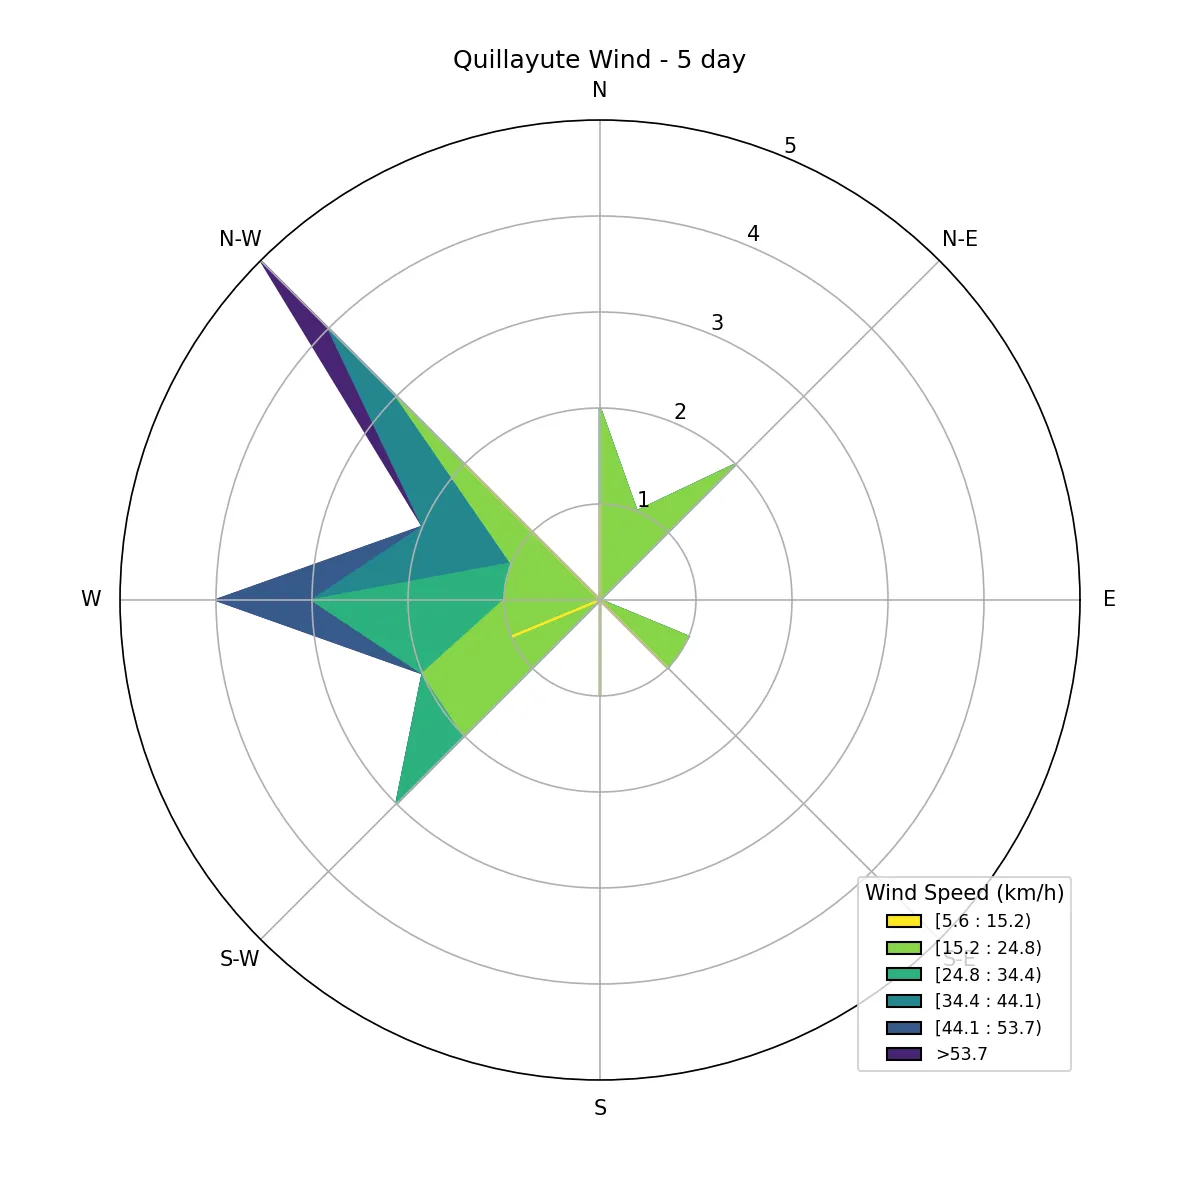 Quillayute Wind - 5 day
N
5
N-W
4
N-E
3
2
1
W
E
Wind Speed (km/h)
[5.6 : 15.2)
[15.2 : 24.8)
S-W
S-E
[24.8 : 34.4)
[34.4 : 44.1)
[44.1 : 53.7)
>53.7
S